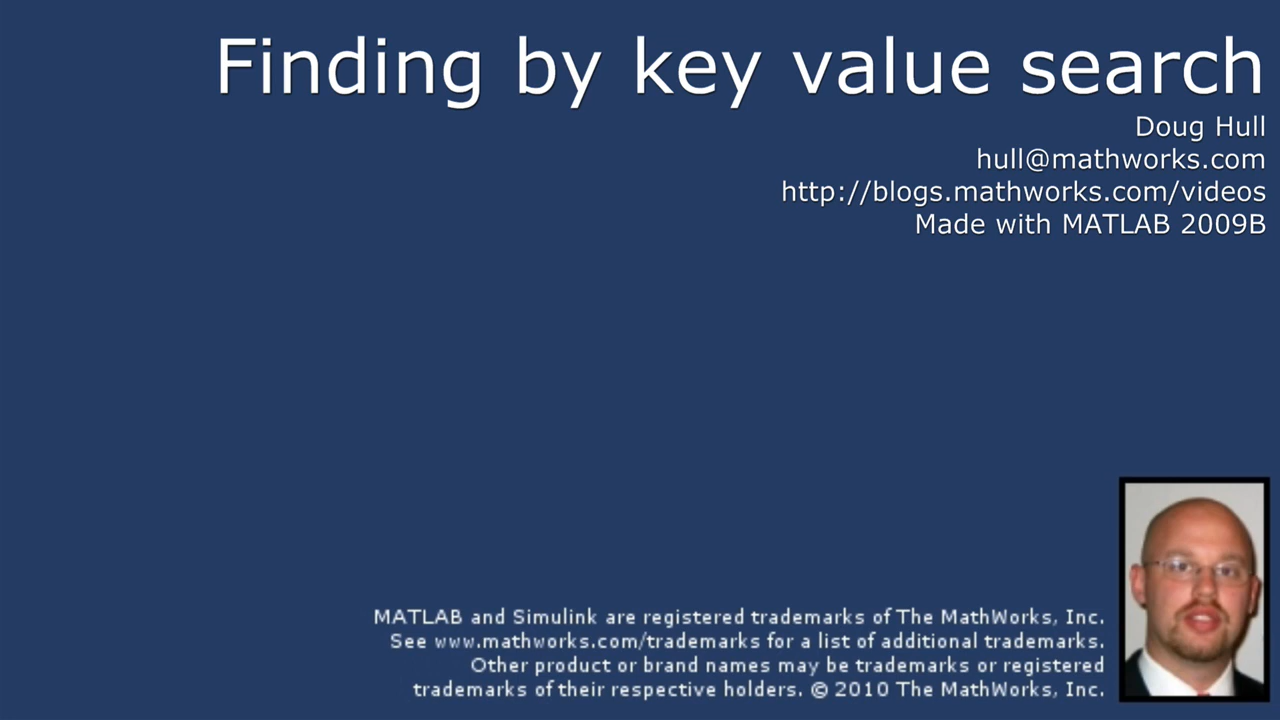 Finding by key value search
Doug Hull
hull@mathworks.com
http://blogs.mathworks.com/videos
Made with MATLAB 2009B
MATLAB and Simulink are registered trademarks of The MathWorks, Inc.
See www.mathworks.com/trademarks for a list of additional trademarks.
Other product or brand names may be trademarks or registered
trademarks of their respective holders. © 2010 The MathWorks, Inc.